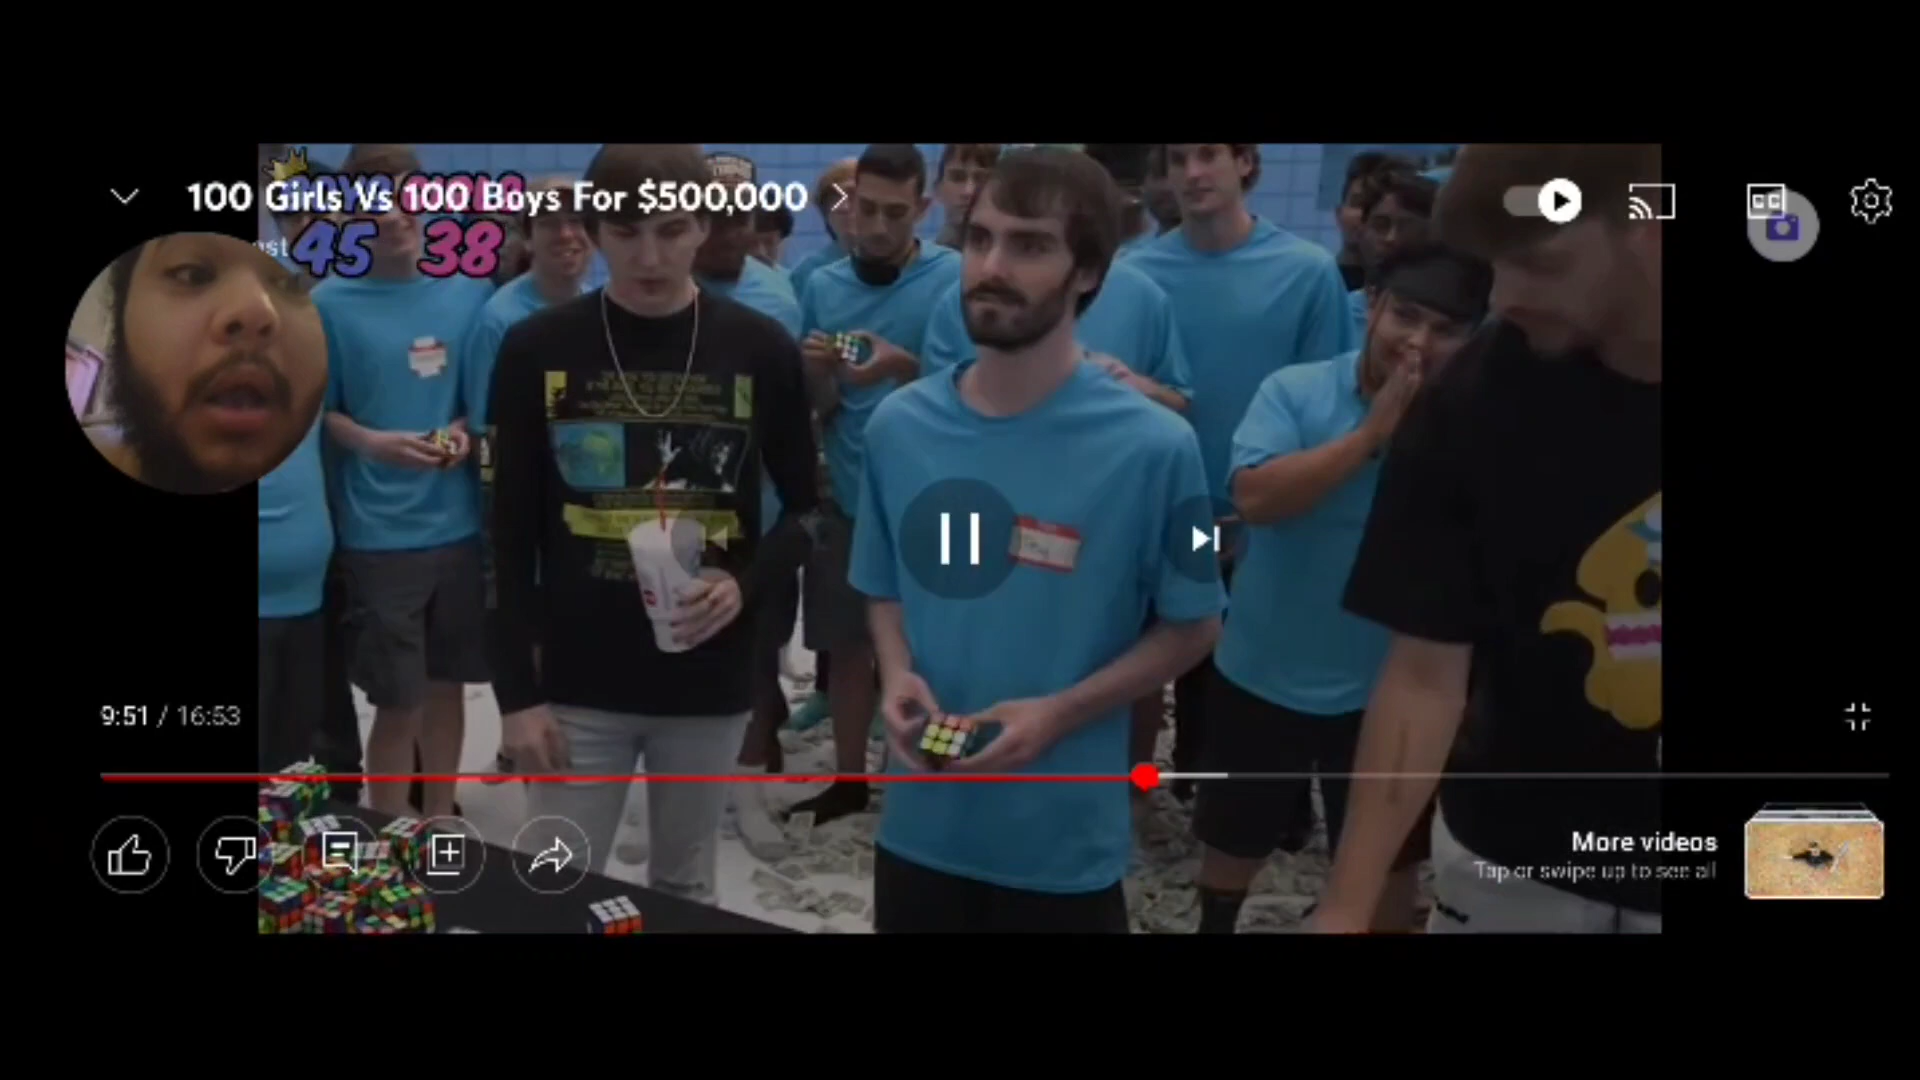 100 Girls Vs 100 Boys For $500,000
45 38
CC
9:51 / 16:53
More videos
Tap or swipe up to see all